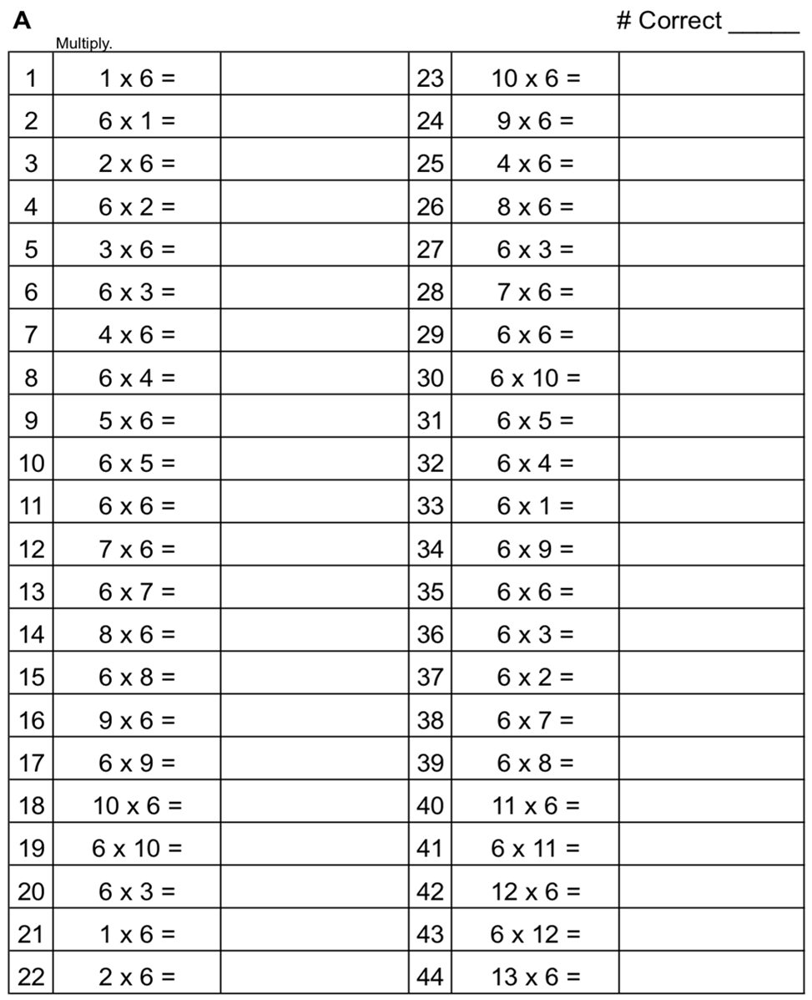 A # Correct _____
Multiply.
1 1 x 6 = 23 10 x 6 =
2 6 x 1 = 24 9 x 6 =
3 2 x 6 = 25 4 x 6 =
4 6 x 2 = 26 8 x 6 =
5 3 x 6 = 27 6 x 3 =
6 6 x 3 = 28 7 x 6 =
7 4 x 6 = 29 6 x 6 =
8 6 x 4 = 30 6 x 10 =
9 5 x 6 = 31 6 x 5 =
10 6 x 5 = 32 6 x 4 =
11 6 x 6 = 33 6 x 1 =
12 7 x 6 = 34 6 x 9 =
13 6 x 7 = 35 6 x 6 =
14 8 x 6 = 36 6 x 3 =
15 6 x 8 = 37 6 x 2 =
16 9 x 6 = 38 6 x 7 =
17 6 x 9 = 39 6 x 8 =
18 10 x 6 = 40 11 x 6 =
19 6 x 10 = 41 6 x 11 =
20 6 x 3 = 42 12 x 6 =
21 1 x 6 = 43 6 x 12 =
22 2 x 6 = 44 13 x 6 =